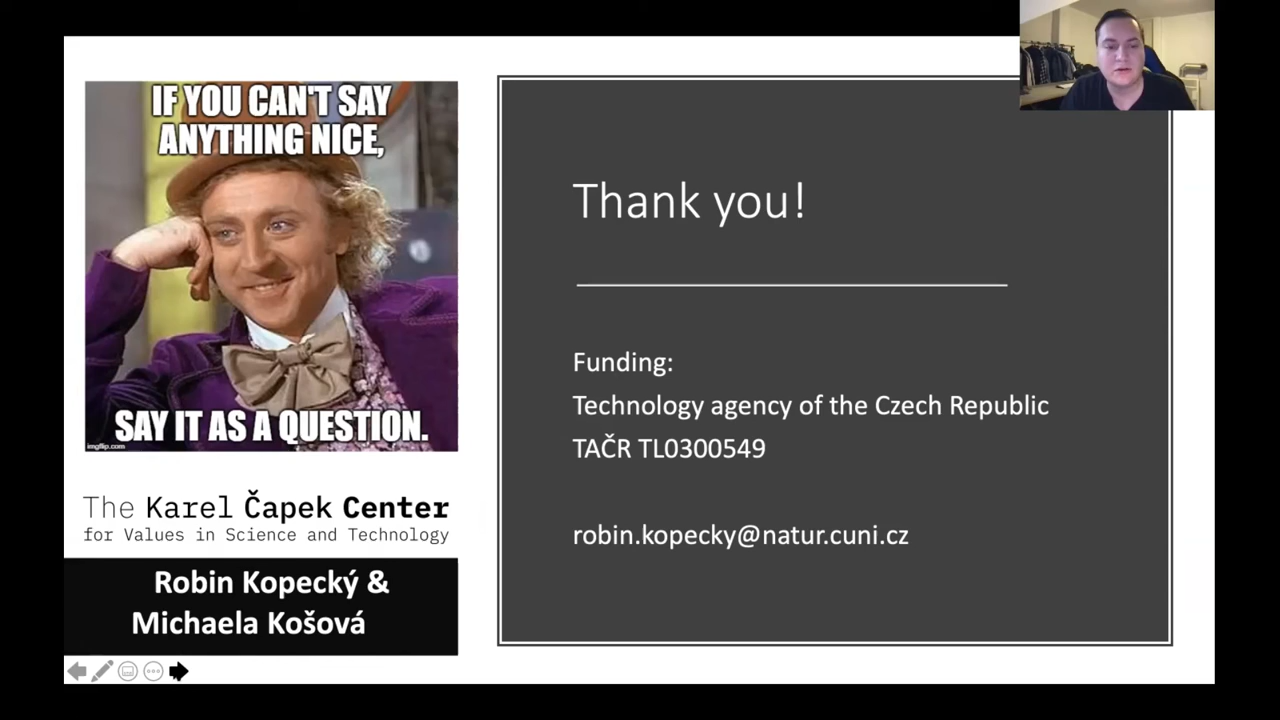 IF YOU CAN'T SAY
ANYTHING NICE,
SAY IT AS A QUESTION.
imgflip.com
The Karel Čapek Center
for Values in Science and Technology
Robin Kopecký &
Michaela Košová
Thank you!
Funding:
Technology agency of the Czech Republic
TAČR TL0300549
robin.kopecky@natur.cuni.cz